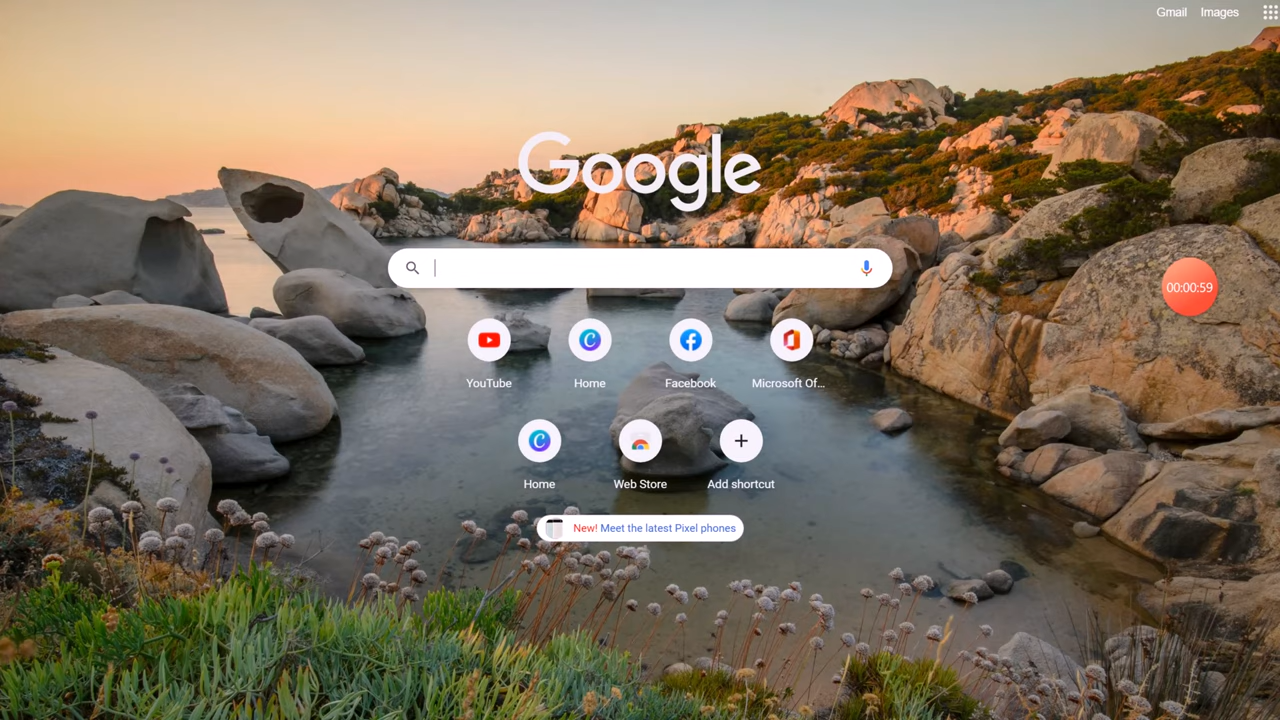 Gmail Images
Google
00:00:59
YouTube Home Facebook Microsoft Of...
Home Web Store Add shortcut
New! Meet the latest Pixel phones